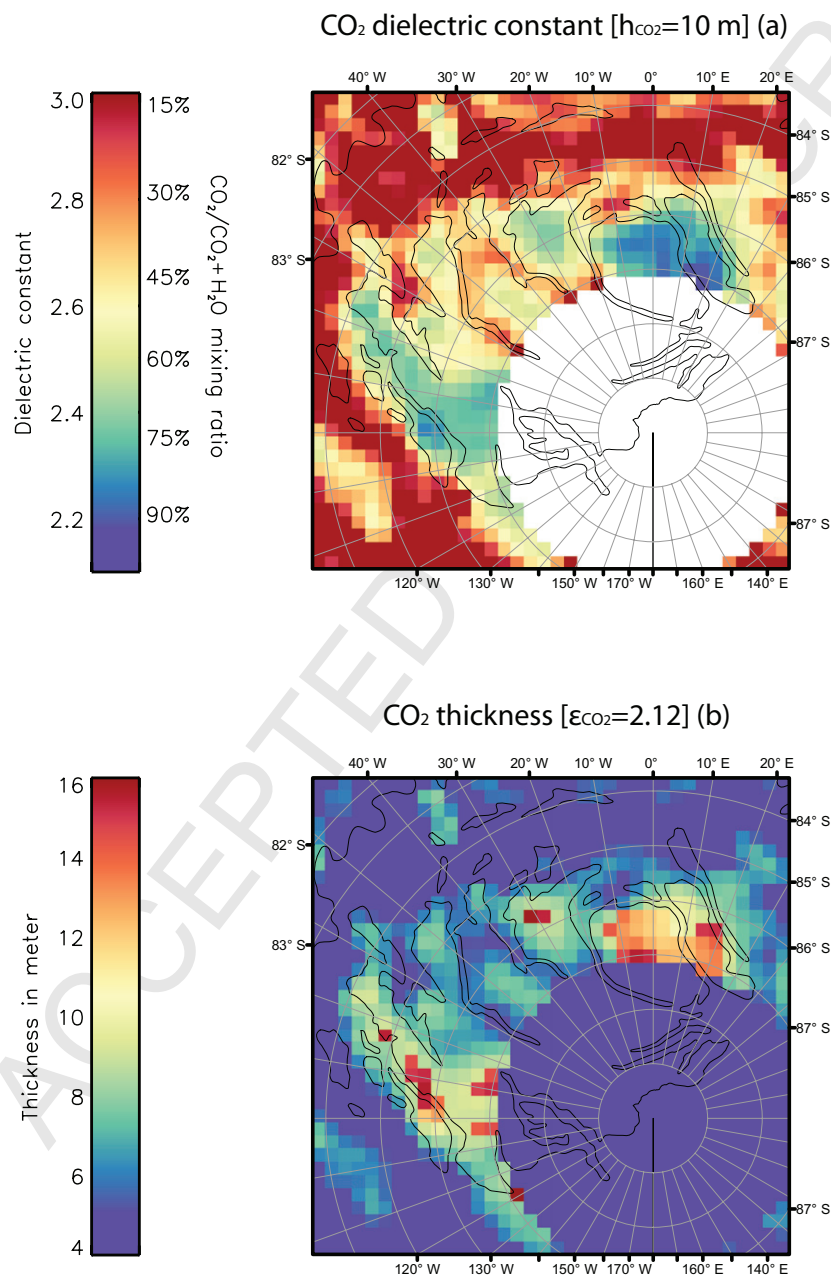 CO₂ dielectric constant [hCO2=10 m] (a)
40° W 30° W 20° W 10° W 0° 10° E 20° E
3.0 15%
84° S
82° S
2.8 30%
85° S
83° S
86° S
45%
2.6
87° S
60%
2.4
75%
2.2 90%
87° S
Dielectric constant
CO₂/CO₂+H₂O mixing ratio
120° W 130° W 150° W 170° W 160° E 140° E
ACCEPTED
CO₂ thickness [εCO2=2.12] (b)
40° W 30° W 20° W 10° W 0° 10° E 20° E
16
84° S
82° S
14
85° S
12
83° S
86° S
10
87° S
8
6
87° S
4
Thickness in meter
120° W 130° W 150° W 170° W 160° E 140° E